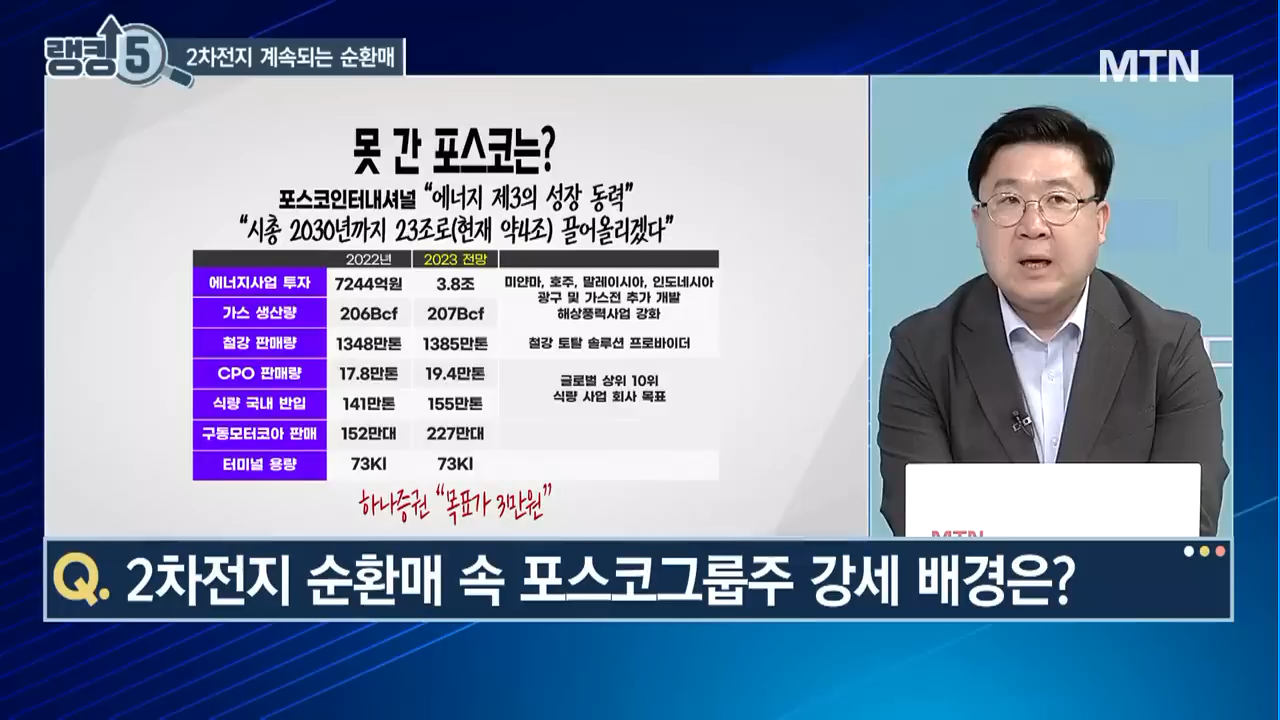 랭킹5
2차전지 계속되는 순환매
MTN
못 간 포스코는?
포스코인터내셔널 “에너지 제3의 성장 동력”
“시총 2030년까지 23조로(현재 약4조) 끌어올리겠다”
2022년 2023 전망
에너지사업 투자 7244억원 3.8조 미얀마, 호주, 말레이시아, 인도네시아
광구 및 가스전 추가 개발
해상풍력사업 강화
가스 생산량 206Bcf 207Bcf
철강 판매량 1348만톤 1385만톤 철강 토탈 솔루션 프로바이더
CPO 판매량 17.8만톤 19.4만톤 글로벌 상위 10위
식량 사업 회사 목표
식량 국내 반입 141만톤 155만톤
구동모터코아 판매 152만대 227만대
터미널 용량 73Kl 73Kl
하나증권 “목표가 3만원”
MTN
Q. 2차전지 순환매 속 포스코그룹주 강세 배경은?